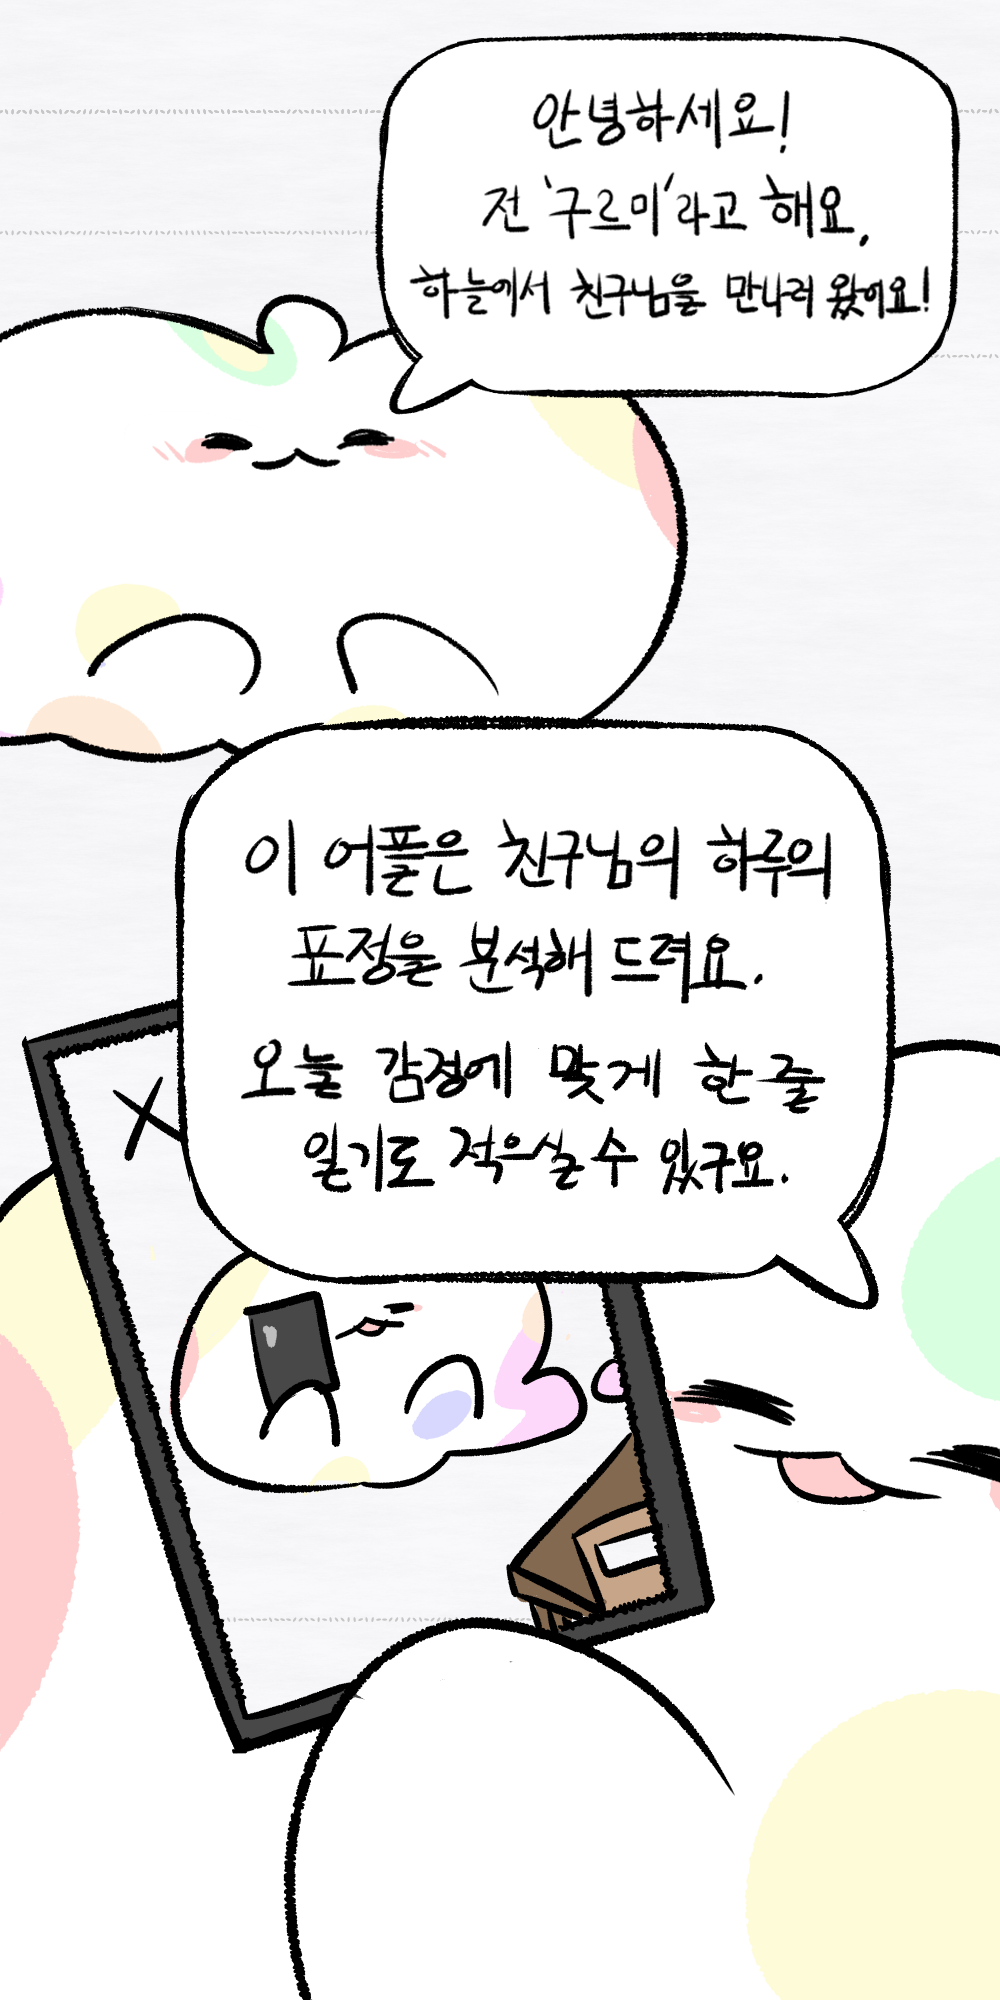 안녕하세요!
전 '구르미'라고 해요,
하늘에서 친구님을 만나러 왔어요!
이 어플은 친구님의 하루의
표정을 분석해 드려요.
오늘 감정에 맞게 한 줄
일기도 적으실 수 있구요.